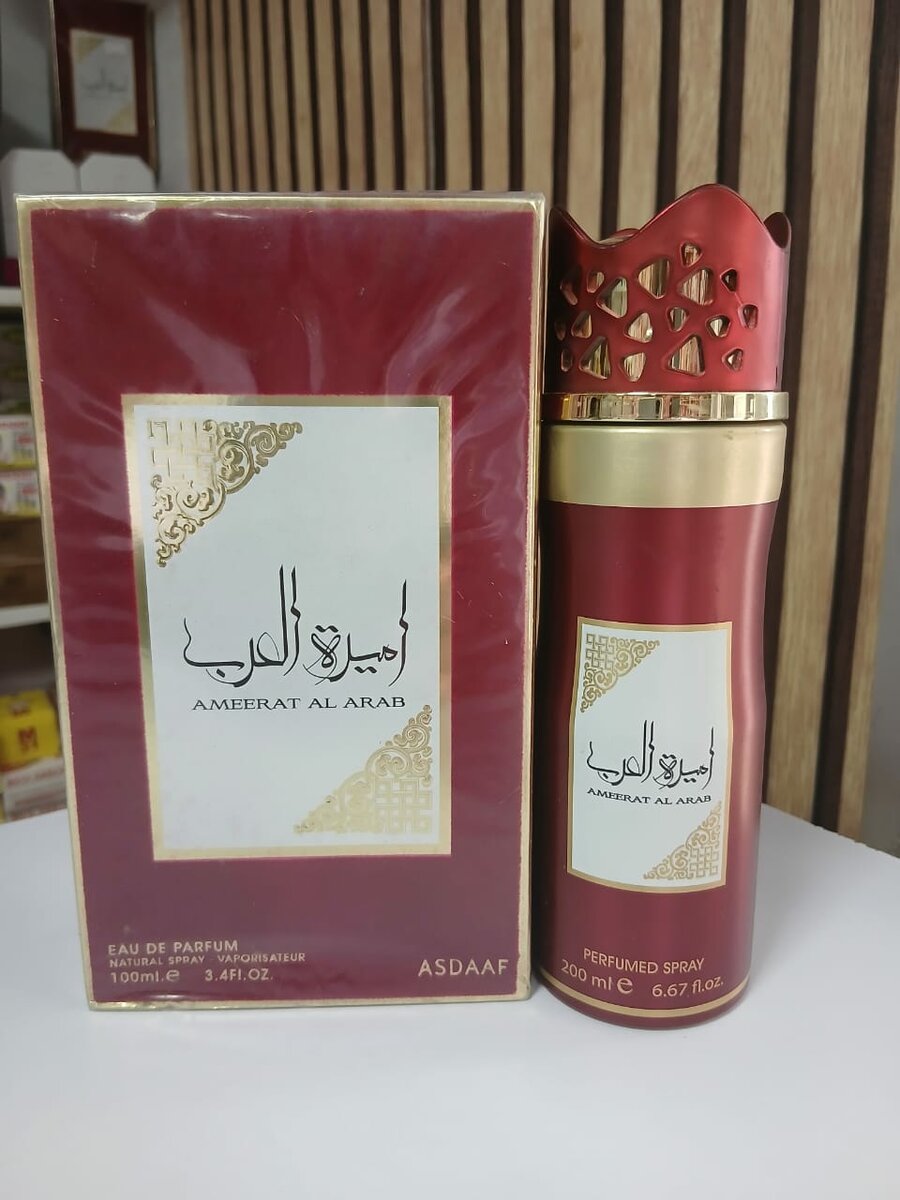 اميرة العرب
AMEERAT AL ARAB
EAU DE PARFUM
NATURAL SPRAY - VAPORISATEUR
100ml.e 3.4Fl.OZ.
ASDAAF
اميرة العرب
AMEERAT AL ARAB
PERFUMED SPRAY
200 ml e 6.67 fl.oz.